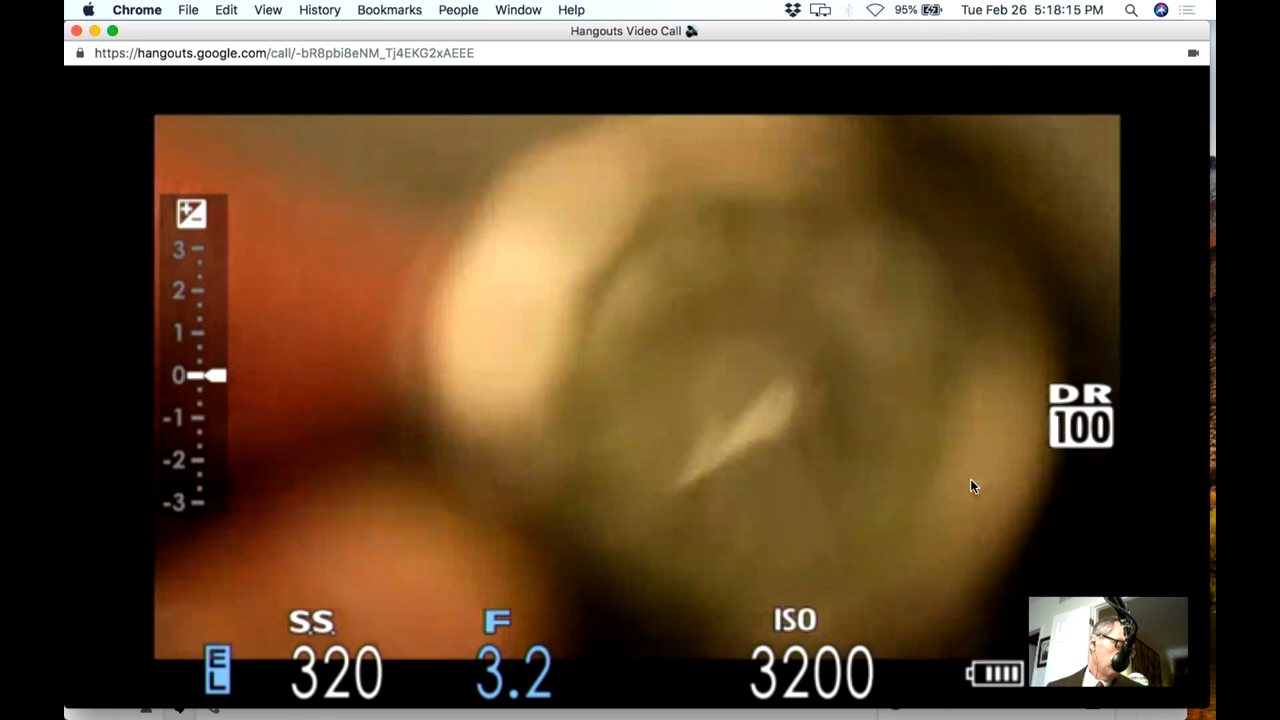 Chrome File Edit View History Bookmarks People Window Help 95% Tue Feb 26 5:18:15 PM
Hangouts Video Call
https://hangouts.google.com/call/-bR8pbi8eNM_Tj4EKG2xAEEE
3
2
1
0
-1
-2
-3
DR
100
S.S. F ISO
EL 320 3.2 3200